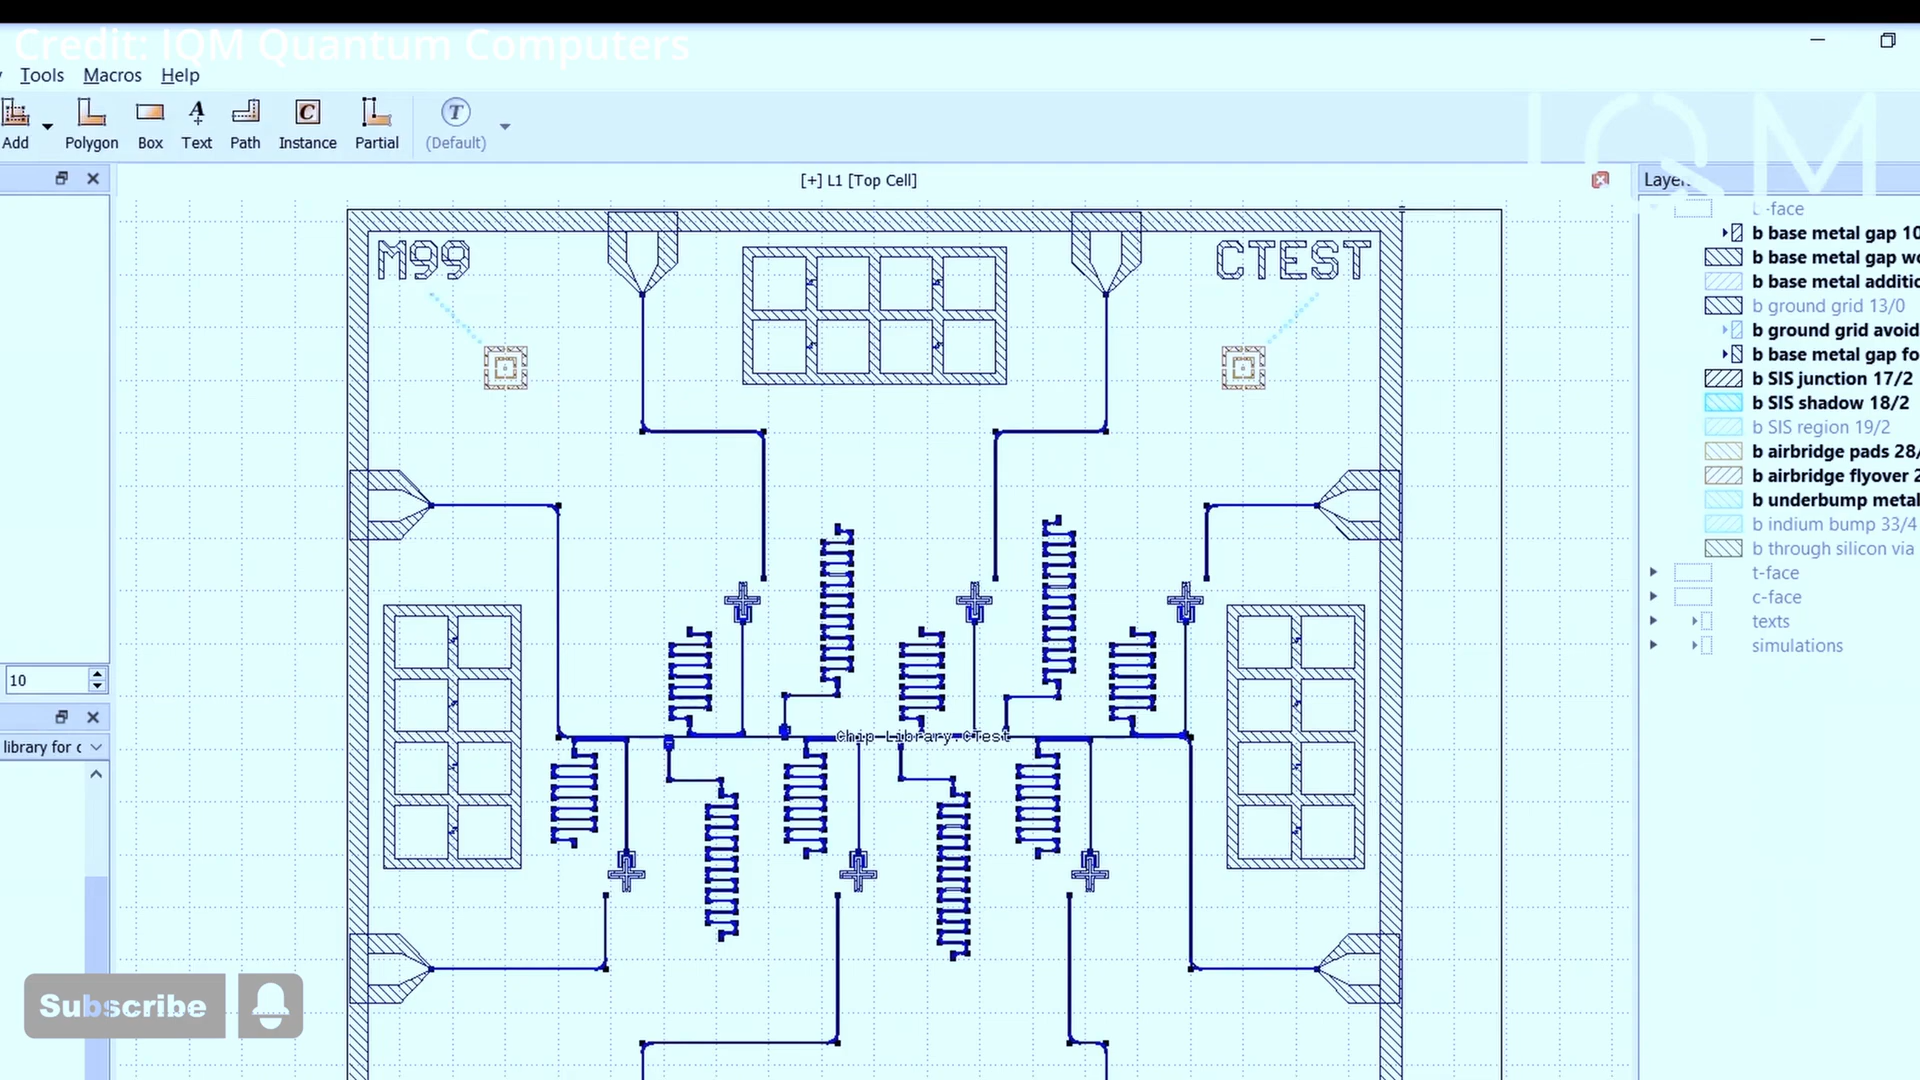 Credit: IQM Quantum Computers
Tools Macros Help
Add Polygon Box Text Path Instance Partial (Default)
[+] L1 [Top Cell]
IQM
M99
CTEST
b base metal gap 10
b base metal gap
b base metal
b ground grid 13/0
b ground grid avoid
b base metal gap
b SIS junction 17/2
b SIS shadow 18/2
b SIS region 19/2
b airbridge pads 28/
b airbridge flyover 2
b underbump metal
b indium bump 33/4
b through silicon via
t-face
c-face
texts
simulations
10
library for
Chip Library.CTest
Subscribe